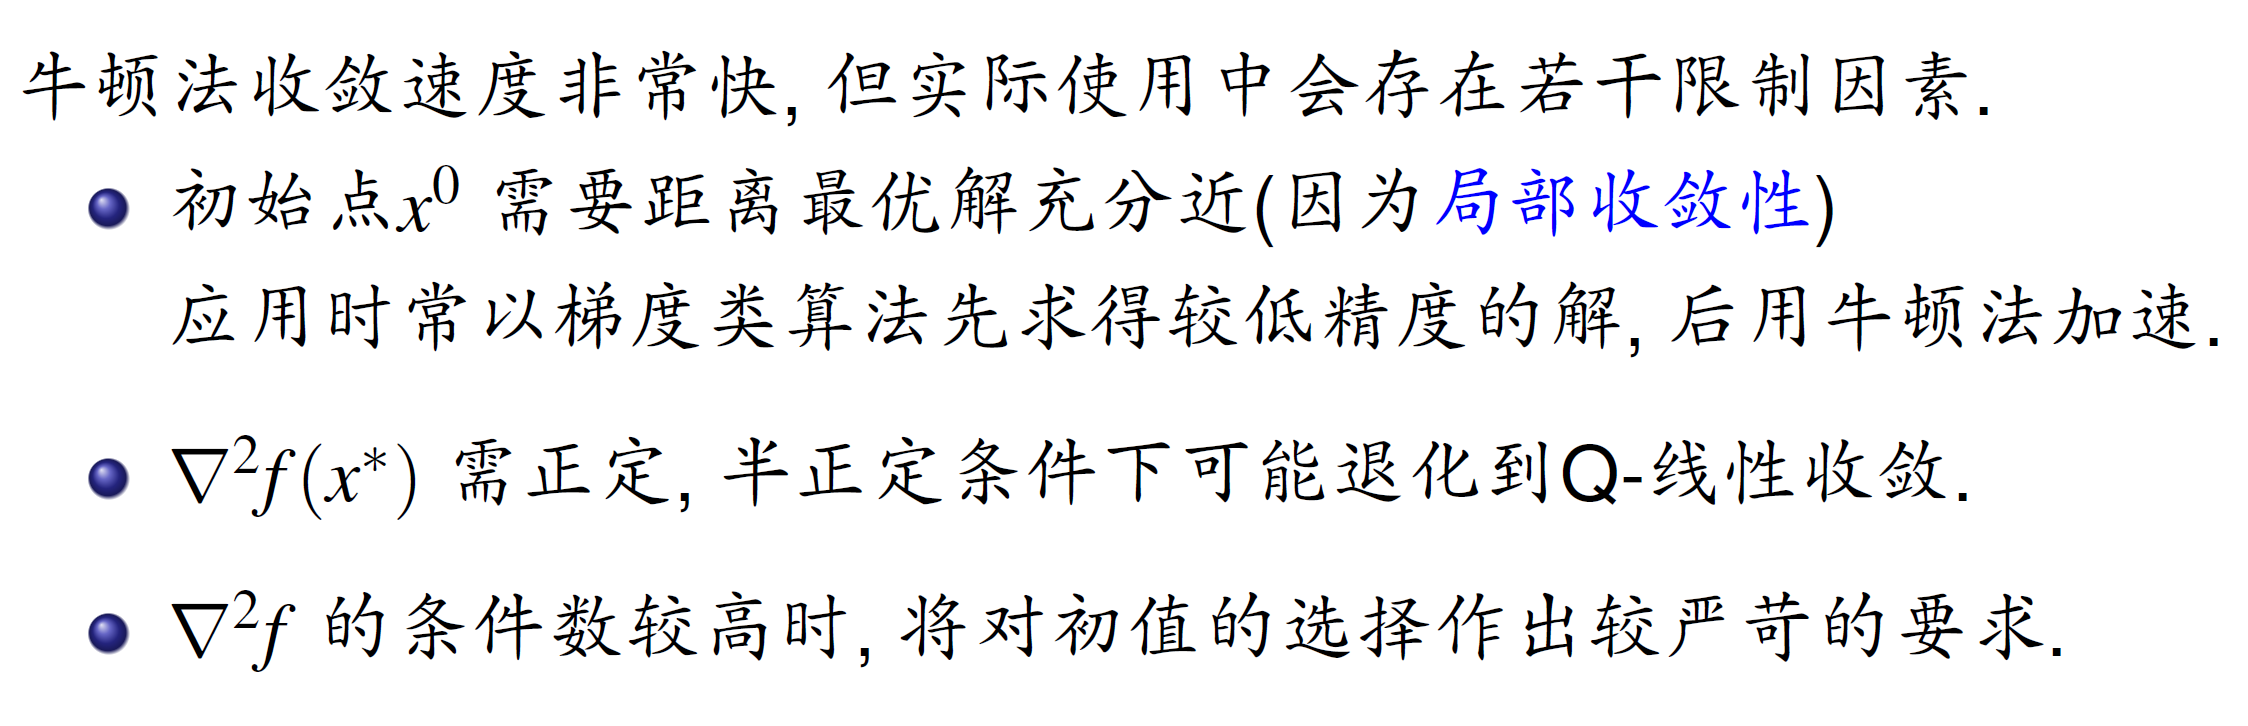 牛顿法收敛速度非常快, 但实际使用中会存在若干限制因素.
初始点x⁰ 需要距离最优解充分近(因为局部收敛性)
应用时常以梯度类算法先求得较低精度的解, 后用牛顿法加速.
∇²f(x*) 需正定, 半正定条件下可能退化到Q-线性收敛.
∇²f 的条件数较高时, 将对初值的选择作出较严苛的要求.